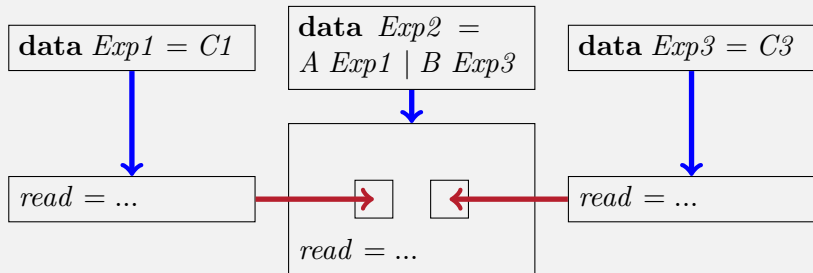 data Exp1 = C1
data Exp2 =
A Exp1 | B Exp3
data Exp3 = C3
read = ...
read = ...
read = ...